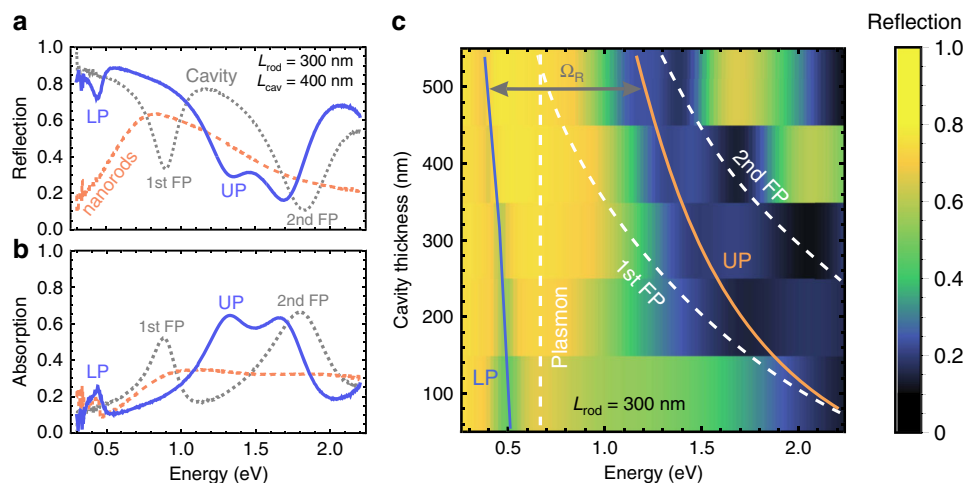 a
1.0
0.8
0.6
0.4
0.2
0.0
Reflection
L_rod = 300 nm
L_cav = 400 nm
Cavity
LP
nanorods
1st FP
UP
2nd FP
b
1.0
0.8
0.6
0.4
0.2
0.0
Absorption
UP
2nd FP
1st FP
LP
0.5 1.0 1.5 2.0
Energy (eV)
c
500
400
300
200
100
Cavity thickness (nm)
Ω_R
2nd FP
1st FP
UP
Plasmon
LP
L_rod = 300 nm
0.5 1.0 1.5 2.0
Energy (eV)
Reflection
1.0
0.8
0.6
0.4
0.2
0